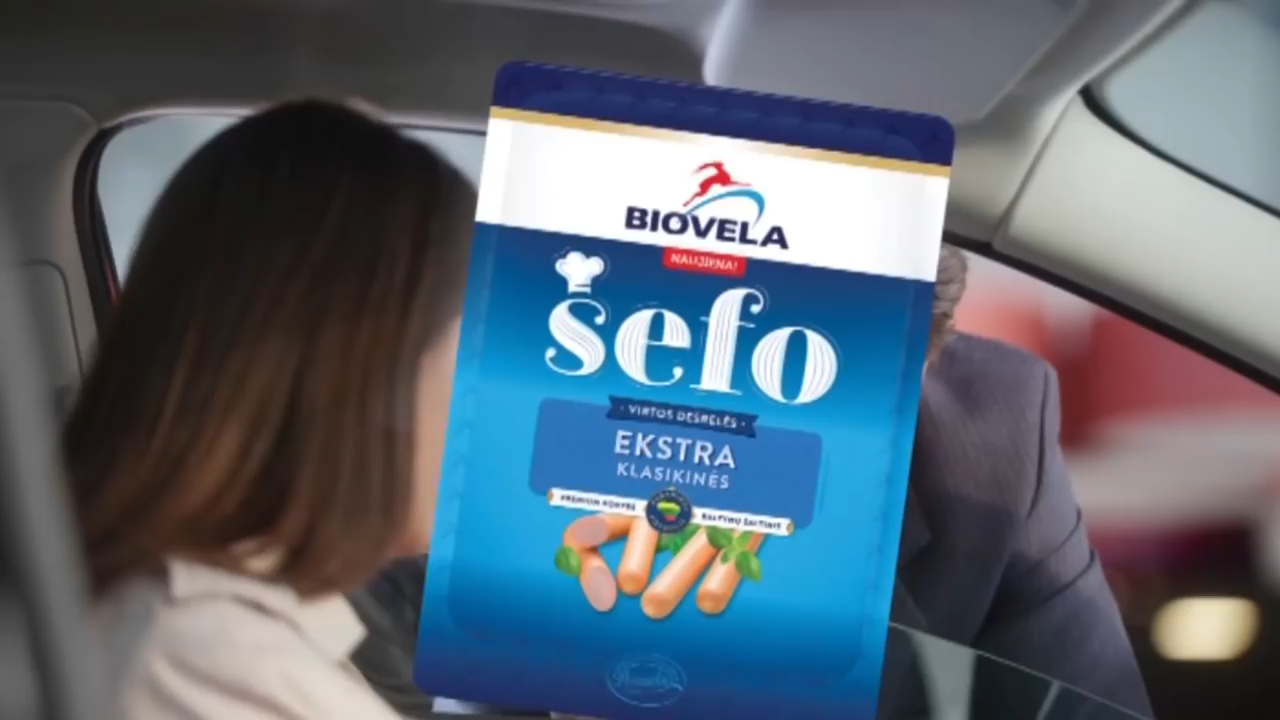 BIOVELA
NAUJIENA!
šefo
· VIRTOS DEŠRELĖS ·
EKSTRA
KLASIKINĖS